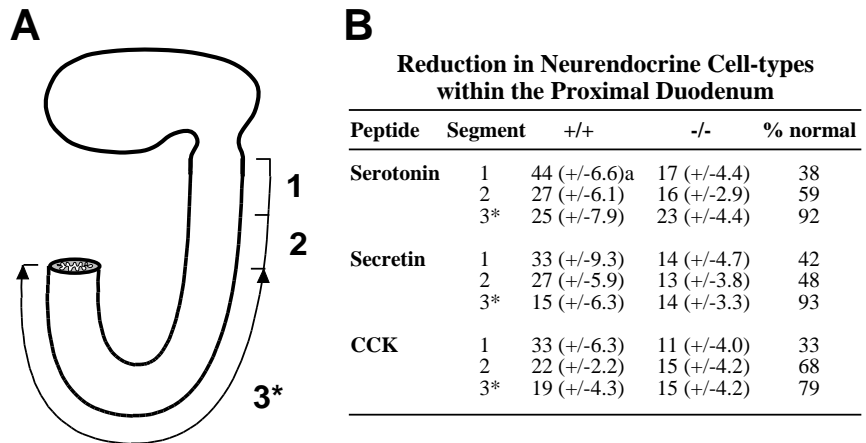 A
1
2
3*
B
Reduction in Neurendocrine Cell-types
within the Proximal Duodenum
Peptide Segment +/+ -/- % normal
Serotonin 1 44 (+/-6.6)a 17 (+/-4.4) 38
2 27 (+/-6.1) 16 (+/-2.9) 59
3* 25 (+/-7.9) 23 (+/-4.4) 92
Secretin 1 33 (+/-9.3) 14 (+/-4.7) 42
2 27 (+/-5.9) 13 (+/-3.8) 48
3* 15 (+/-6.3) 14 (+/-3.3) 93
CCK 1 33 (+/-6.3) 11 (+/-4.0) 33
2 22 (+/-2.2) 15 (+/-4.2) 68
3* 19 (+/-4.3) 15 (+/-4.2) 79